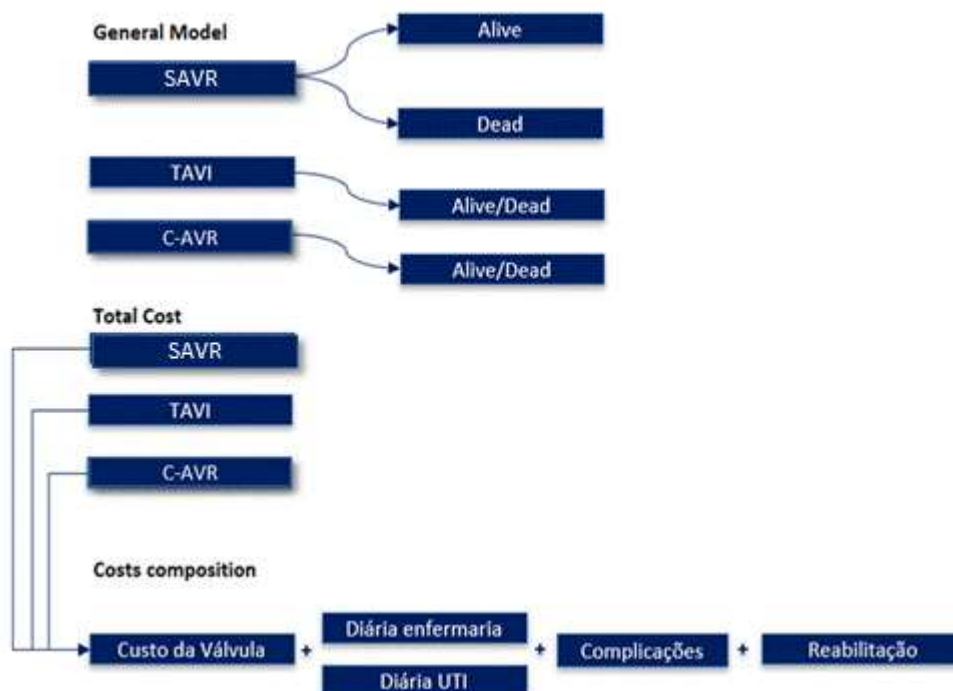 General Model
SAVR
Alive
Dead
TAVI
Alive/Dead
C-AVR
Alive/Dead
Total Cost
SAVR
TAVI
C-AVR
Costs composition
Custo da Válvula + Diária enfermaria + Complicações + Reabilitação
Diária UTI